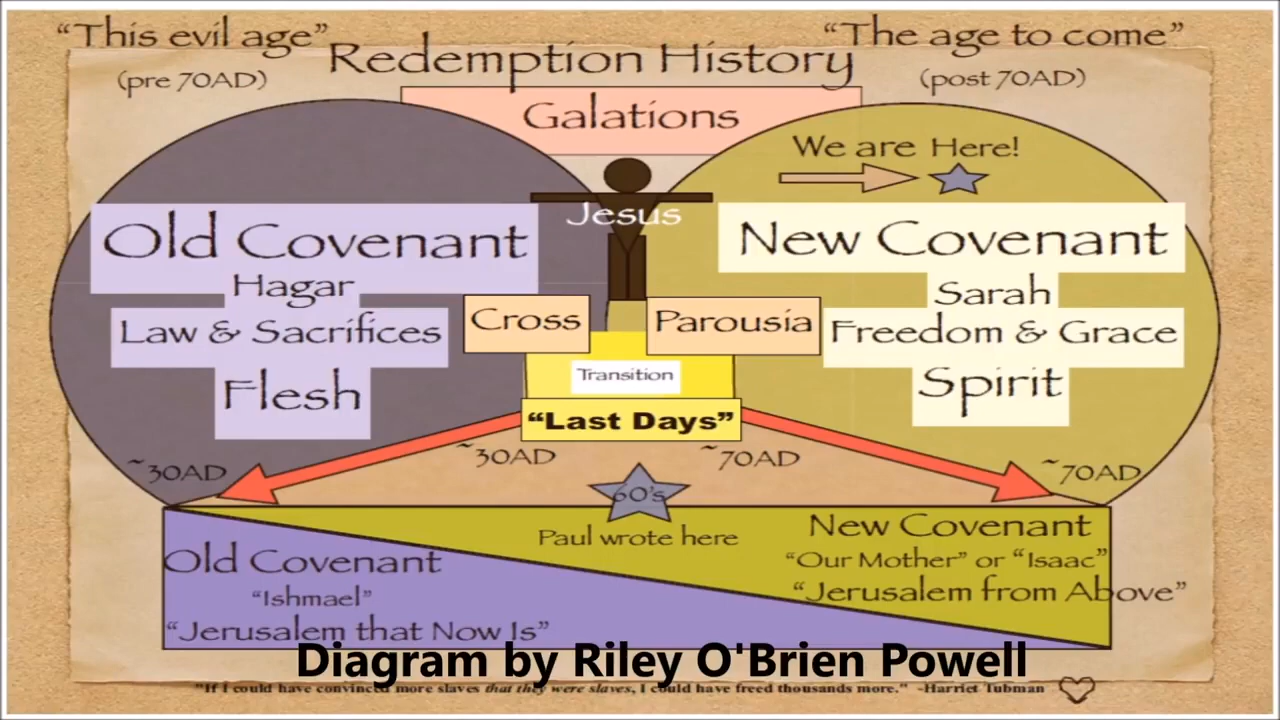 “This evil age”
“The age to come”
Redemption History
(pre 70AD)
(post 70AD)
Galations
We are Here!
Jesus
Old Covenant
New Covenant
Hagar
Sarah
Law & Sacrifices
Cross
Parousia
Freedom & Grace
Flesh
Transition
Spirit
“Last Days”
~30AD
~30AD
~70AD
~70AD
60's
Paul wrote here
Old Covenant
“Ishmael”
“Jerusalem that Now Is”
New Covenant
“Our Mother” or “Isaac”
“Jerusalem from Above”
Diagram by Riley O'Brien Powell
"If I could have convinced more slaves that they were slaves, I could have freed thousands more." -Harriet Tubman